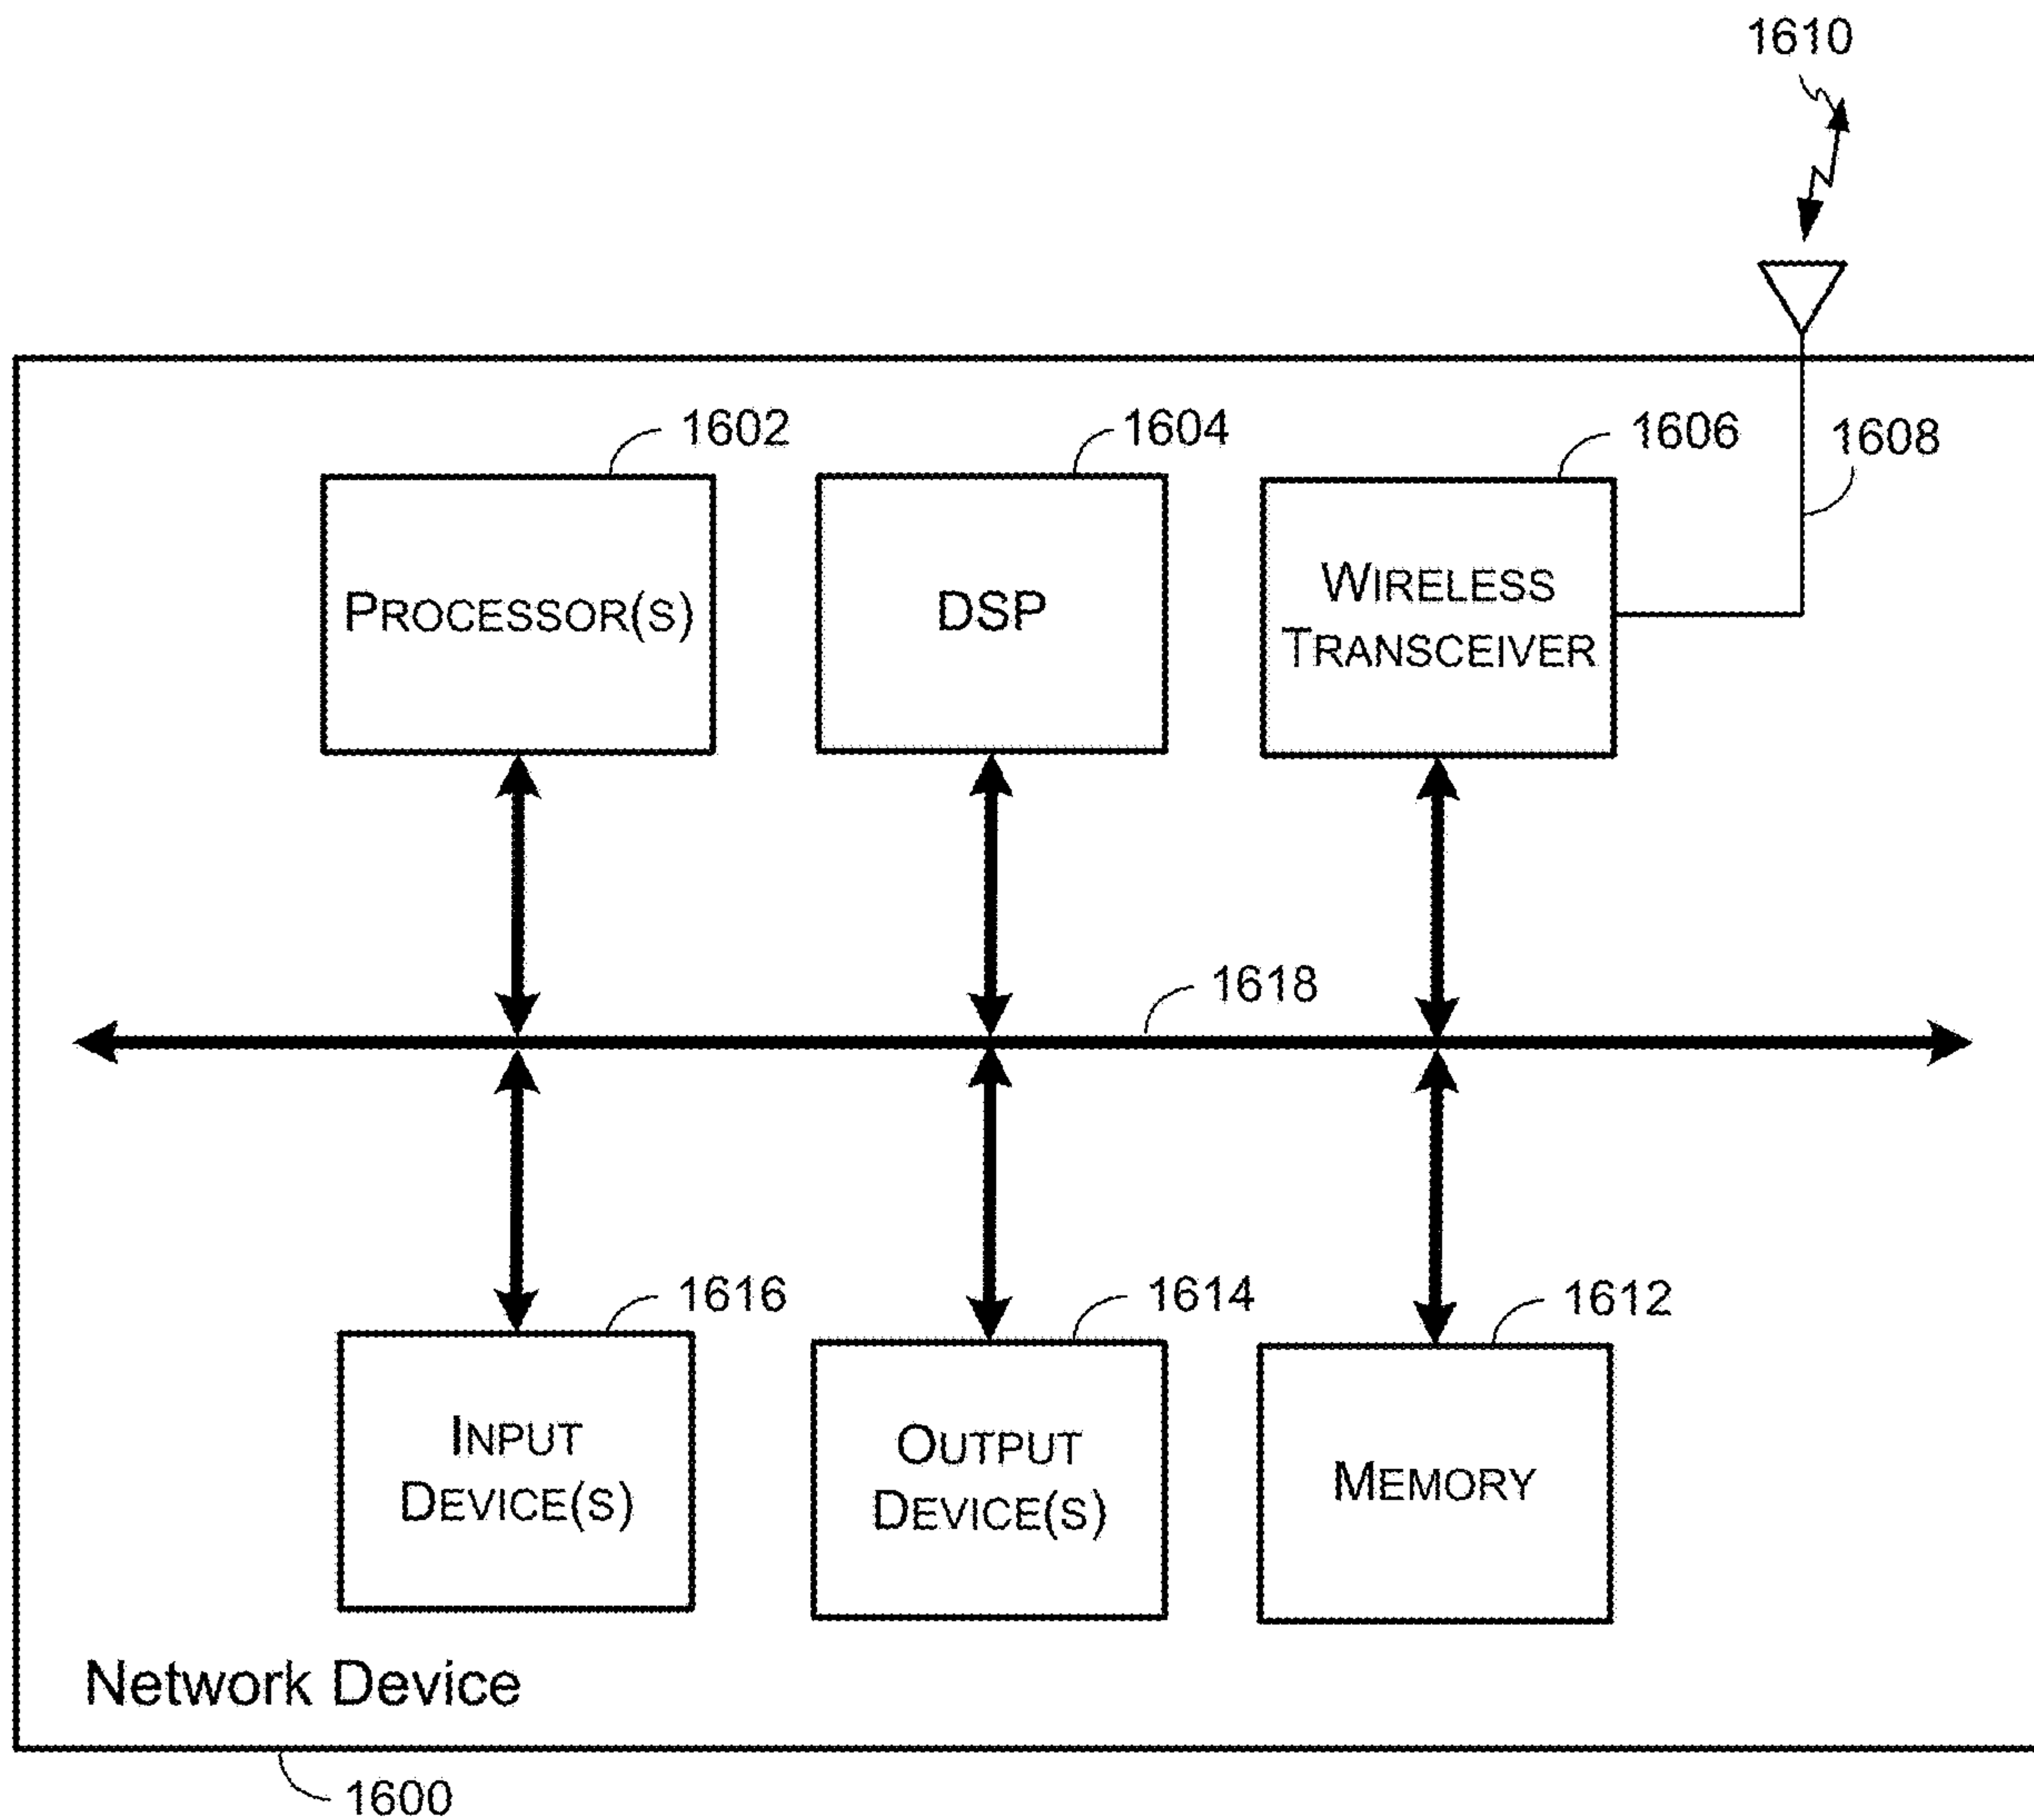 1610
1602
1604
1606
1608
PROCESSOR(S)
DSP
WIRELESS
TRANSCEIVER
1618
1616
1614
1612
INPUT
DEVICE(S)
OUTPUT
DEVICE(S)
MEMORY
Network Device
1600